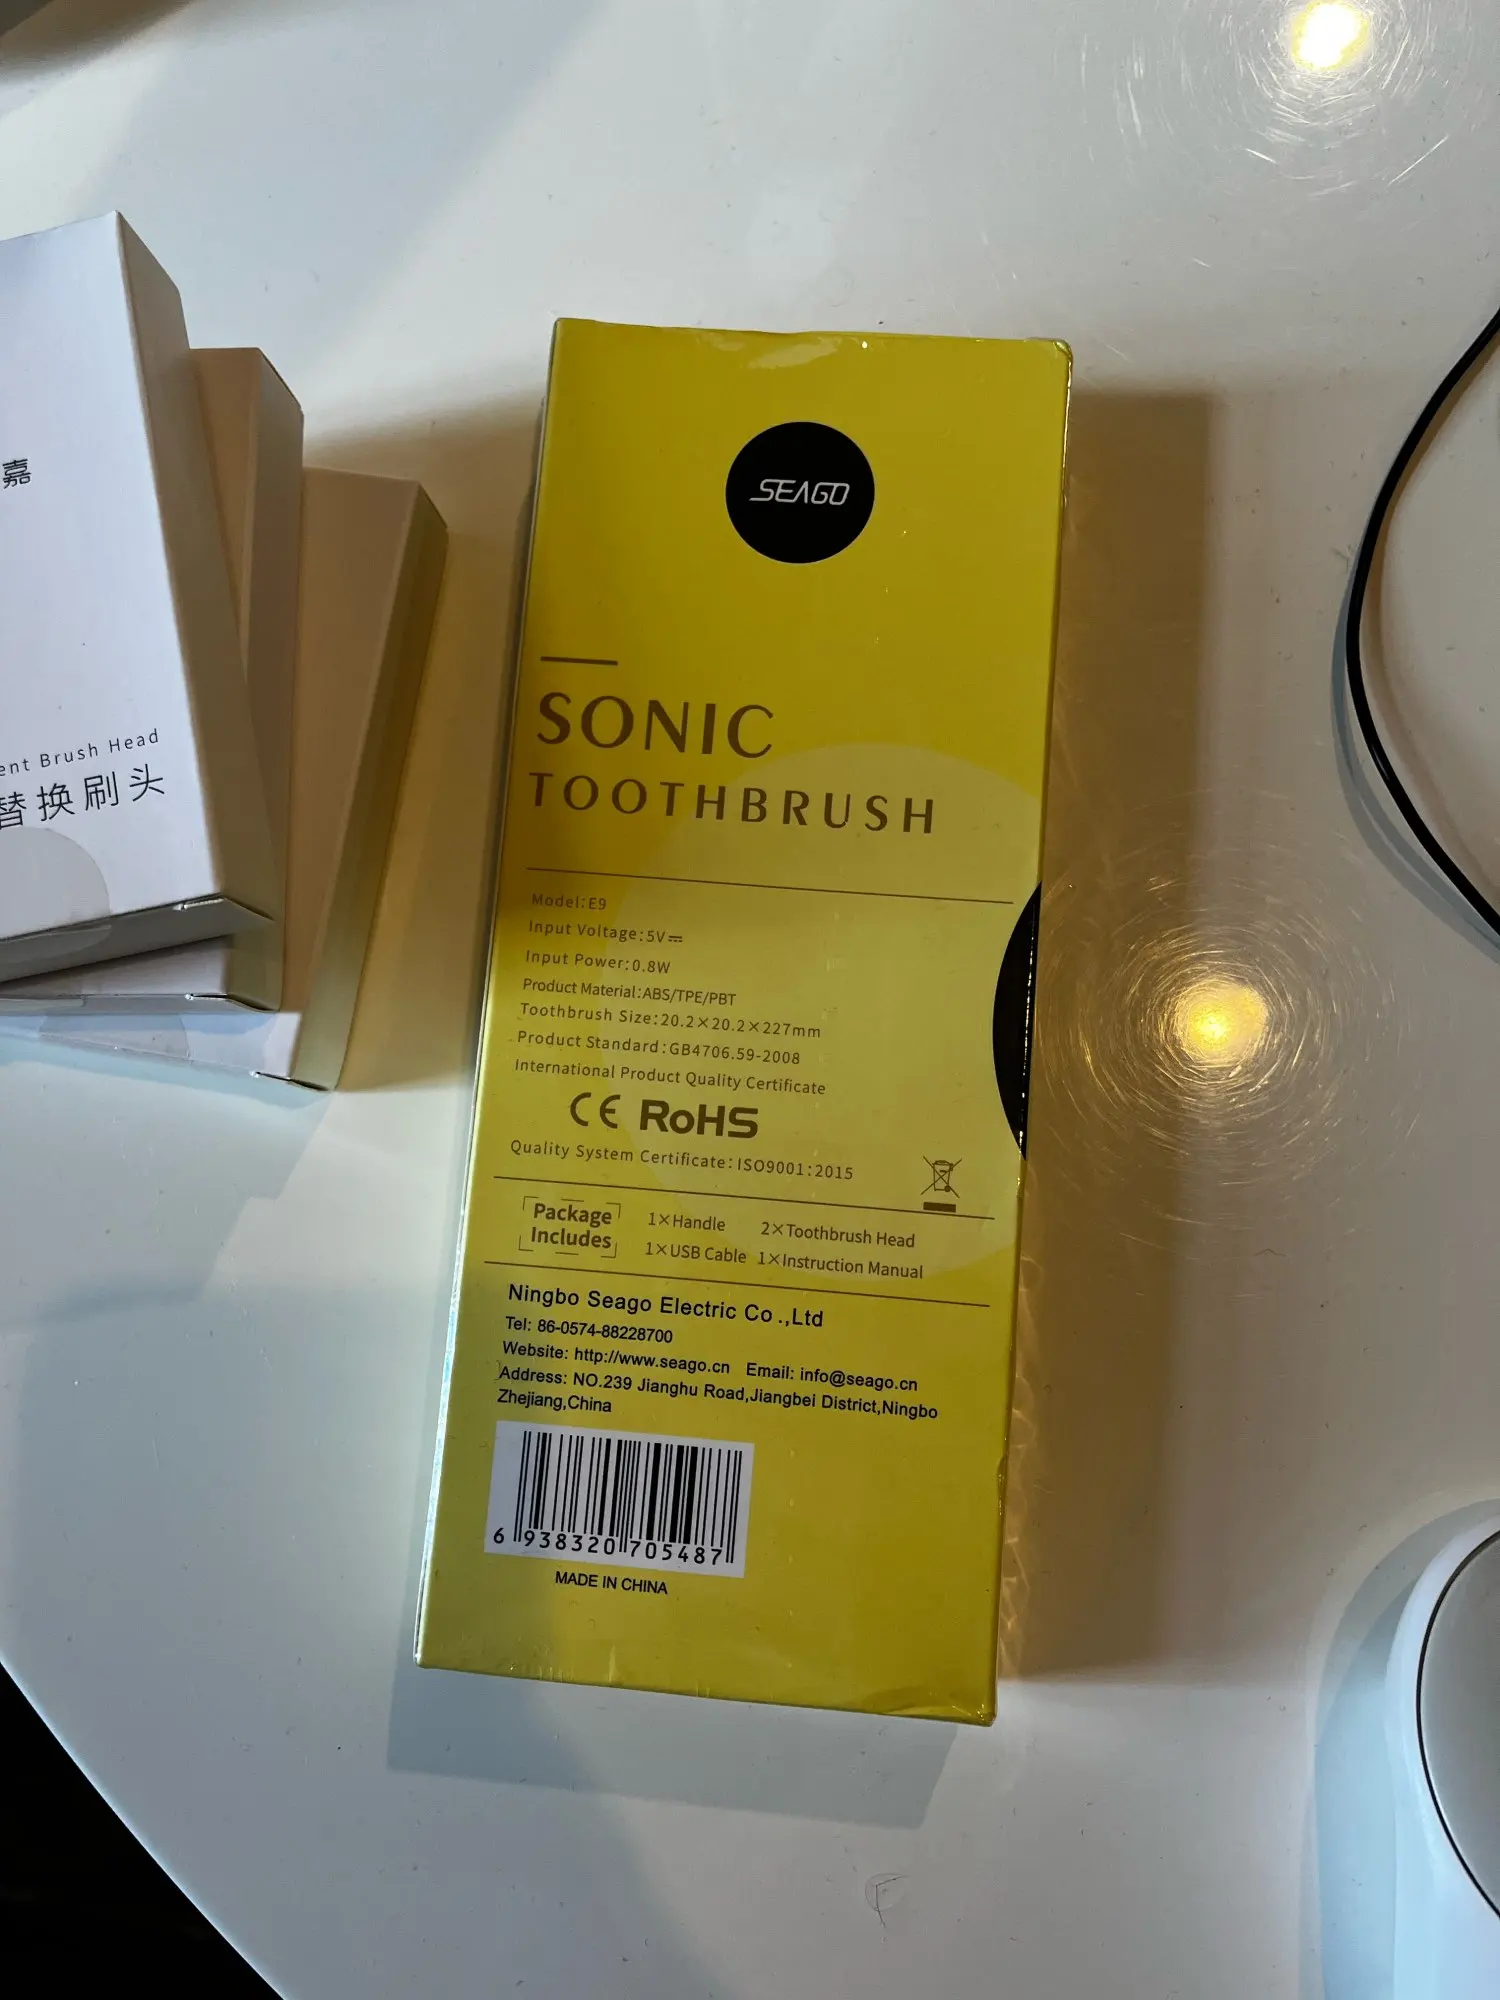 嘉
ent Brush Head
替换刷头
SEAGO
SONIC
TOOTHBRUSH
Model:E9
Input Voltage:5V⎓
Input Power:0.8W
Product Material:ABS/TPE/PBT
Toothbrush Size:20.2×20.2×227mm
Product Standard:GB4706.59-2008
International Product Quality Certificate
CE RoHS
Quality System Certificate:ISO9001:2015
Package Includes
1×Handle 2×Toothbrush Head
1×USB Cable 1×Instruction Manual
Ningbo Seago Electric Co .,Ltd
Tel: 86-0574-88228700
Website: http://www.seago.cn Email: info@seago.cn
Address: NO.239 Jianghu Road,Jiangbei District,Ningbo
Zhejiang,China
6 938320 705487
MADE IN CHINA